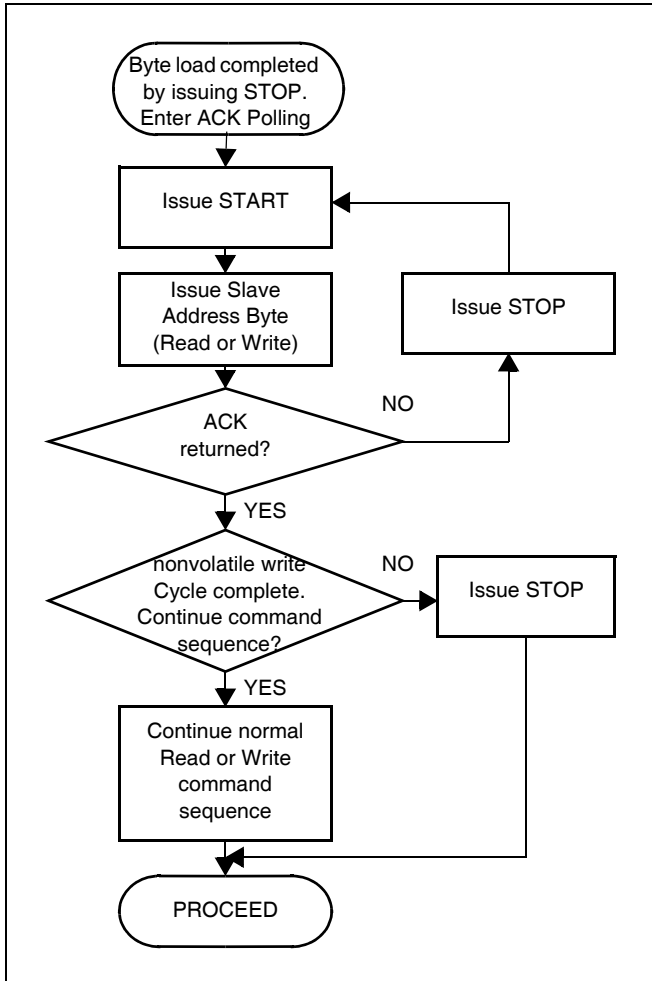 Byte load completed
by issuing STOP.
Enter ACK Polling
Issue START
Issue Slave
Address Byte
(Read or Write)
Issue STOP
ACK
returned?
NO
YES
nonvolatile write
Cycle complete.
Continue command
sequence?
NO
Issue STOP
YES
Continue normal
Read or Write
command
sequence
PROCEED